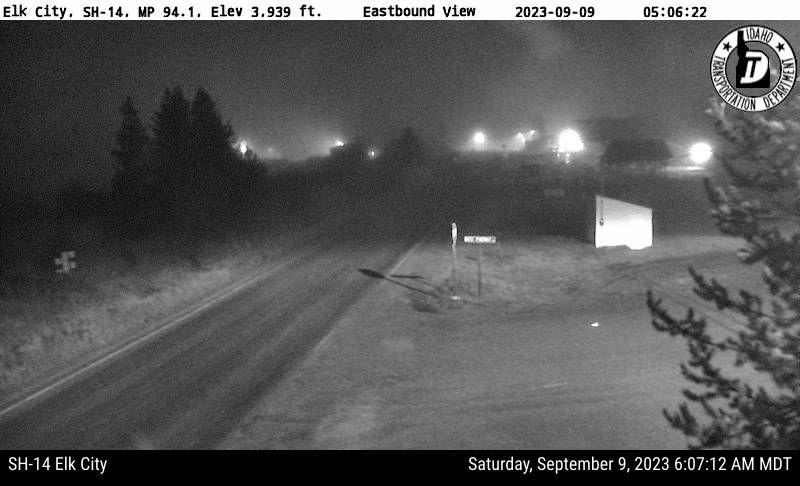 Elk City, SH-14, MP 94.1, Elev 3,939 ft. Eastbound View 2023-09-09 05:06:22
IDAHO TRANSPORTATION DEPARTMENT
SH-14 Elk City Saturday, September 9, 2023 6:07:12 AM MDT